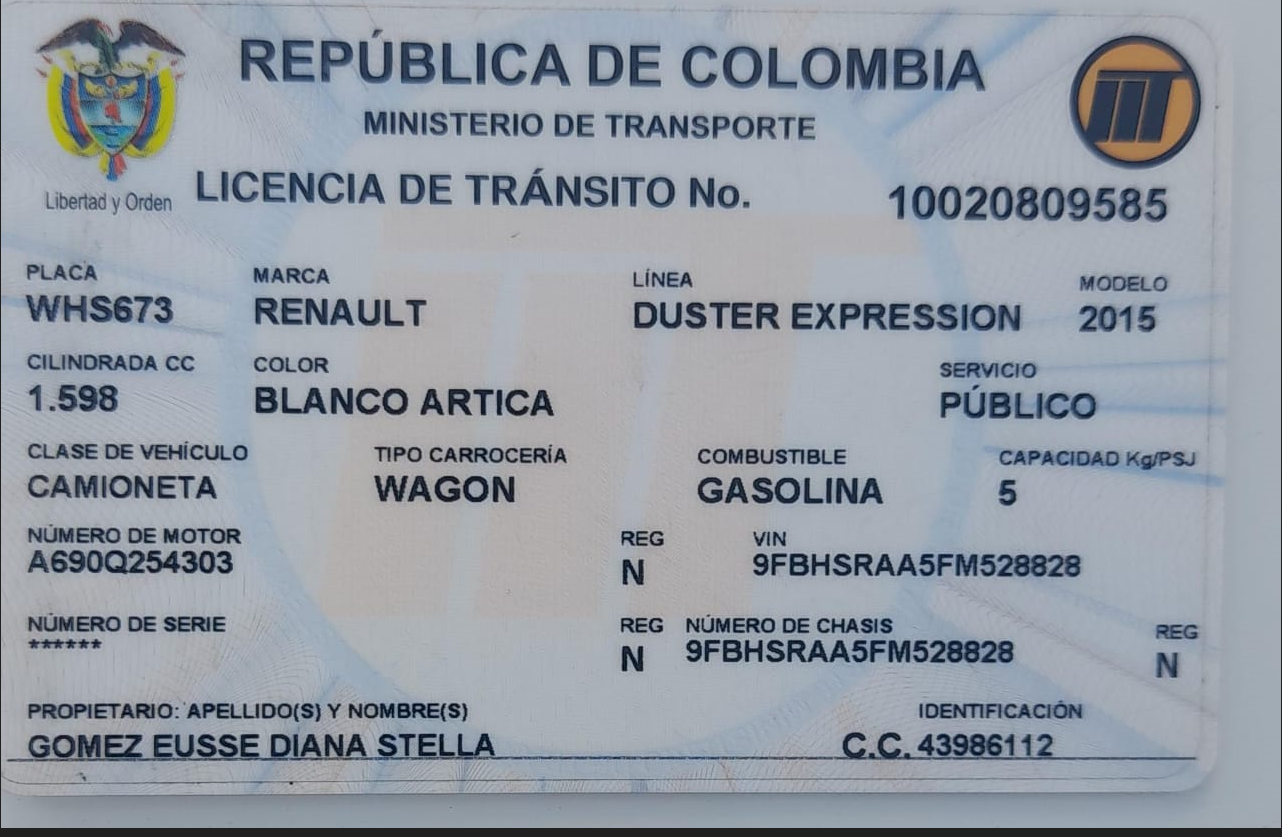 REPÚBLICA DE COLOMBIA
MINISTERIO DE TRANSPORTE
Libertad y Orden
LICENCIA DE TRÁNSITO No. 10020809585
PLACA MARCA LÍNEA MODELO
WHS673 RENAULT DUSTER EXPRESSION 2015
CILINDRADA CC COLOR SERVICIO
1.598 BLANCO ARTICA PÚBLICO
CLASE DE VEHÍCULO TIPO CARROCERÍA COMBUSTIBLE CAPACIDAD Kg/PSJ
CAMIONETA WAGON GASOLINA 5
NÚMERO DE MOTOR REG VIN
A690Q254303 N 9FBHSRAA5FM528828
NÚMERO DE SERIE REG NÚMERO DE CHASIS REG
****** N 9FBHSRAA5FM528828 N
PROPIETARIO: APELLIDO(S) Y NOMBRE(S) IDENTIFICACIÓN
GOMEZ EUSSE DIANA STELLA C.C. 43986112